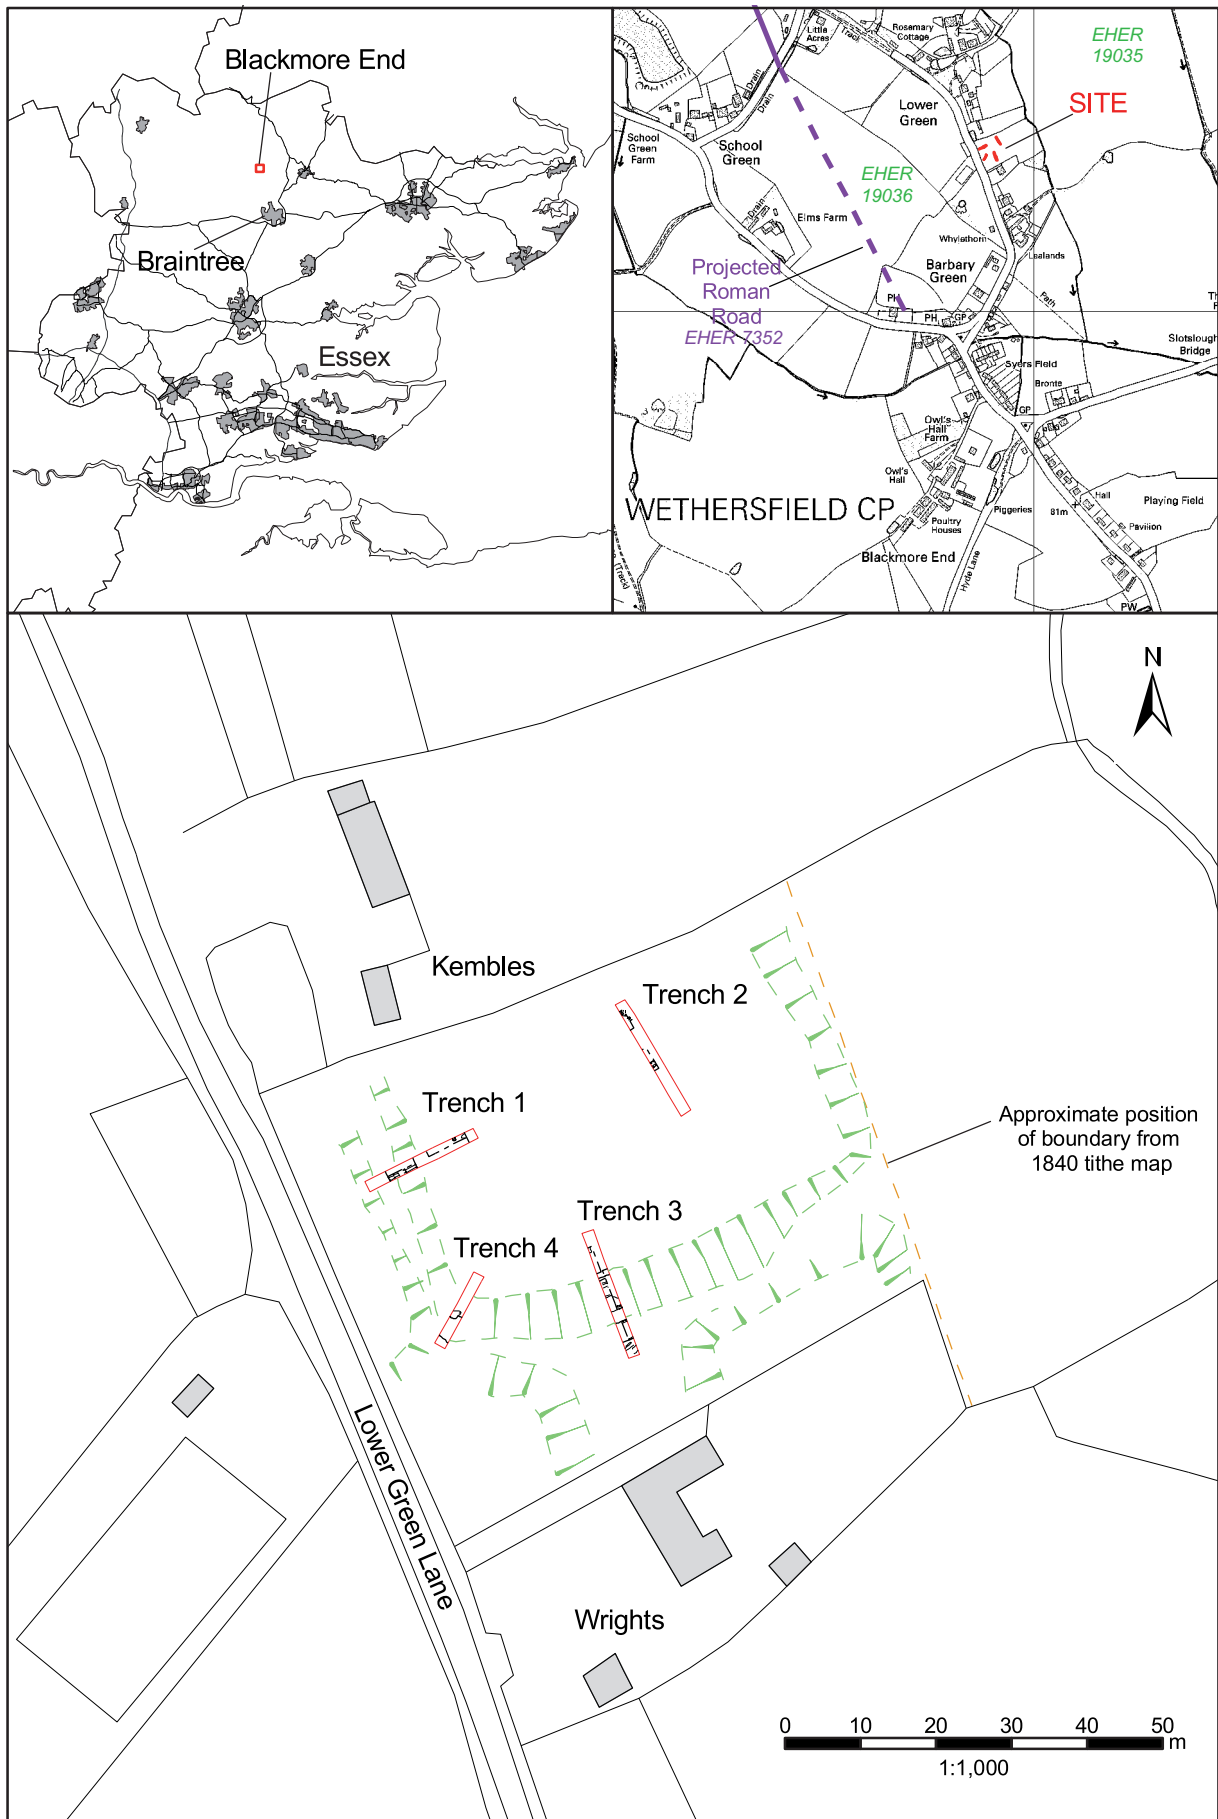 Blackmore End
Braintree
Essex
Little
Acres
Track
Rosemary
Cottage
EHER
19035
SITE
Lower
Green
Drain
Drain
School
Green
Farm
School
Green
EHER
19036
Drain
Elms Farm
Whylethorn
Lealands
Barbary
Green
Path
Projected
Roman
Road
EHER 7352
PH
PH
GP
Slotslough
Bridge
Syers Field
Bronte
GP
Owl's
Hall
Farm
Owl's
Hall
WETHERSFIELD CP
Poultry
Houses
Piggeries
Hall
81m
Playing Field
Pavilion
Blackmore End
Hyde Lane
PW
N
Kembles
Trench 2
Trench 1
Approximate position
of boundary from
1840 tithe map
Trench 3
Trench 4
Lower Green Lane
Wrights
0 10 20 30 40 50
m
1:1,000